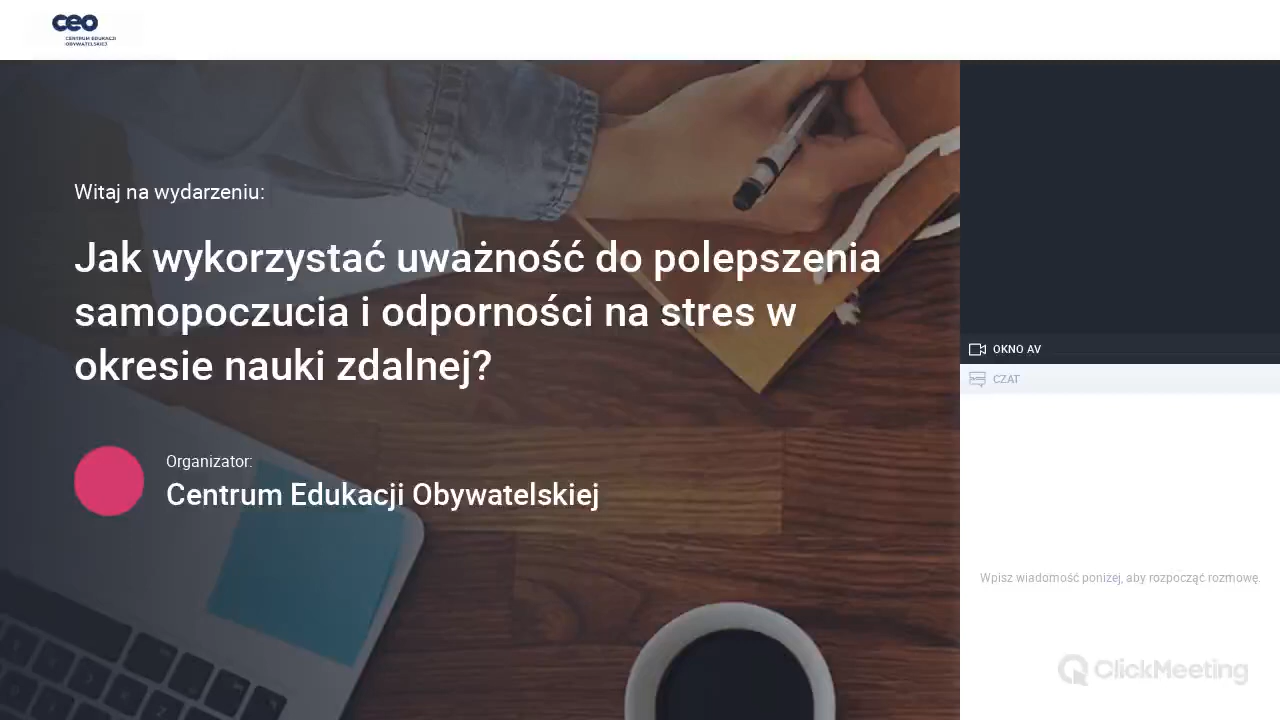 ceo
CENTRUM EDUKACJI
OBYWATELSKIEJ
Witaj na wydarzeniu:
Jak wykorzystać uważność do polepszenia
samopoczucia i odporności na stres w
okresie nauki zdalnej?
Organizator:
Centrum Edukacji Obywatelskiej
OKNO AV
CZAT
Wpisz wiadomość poniżej, aby rozpocząć rozmowę.
ClickMeeting